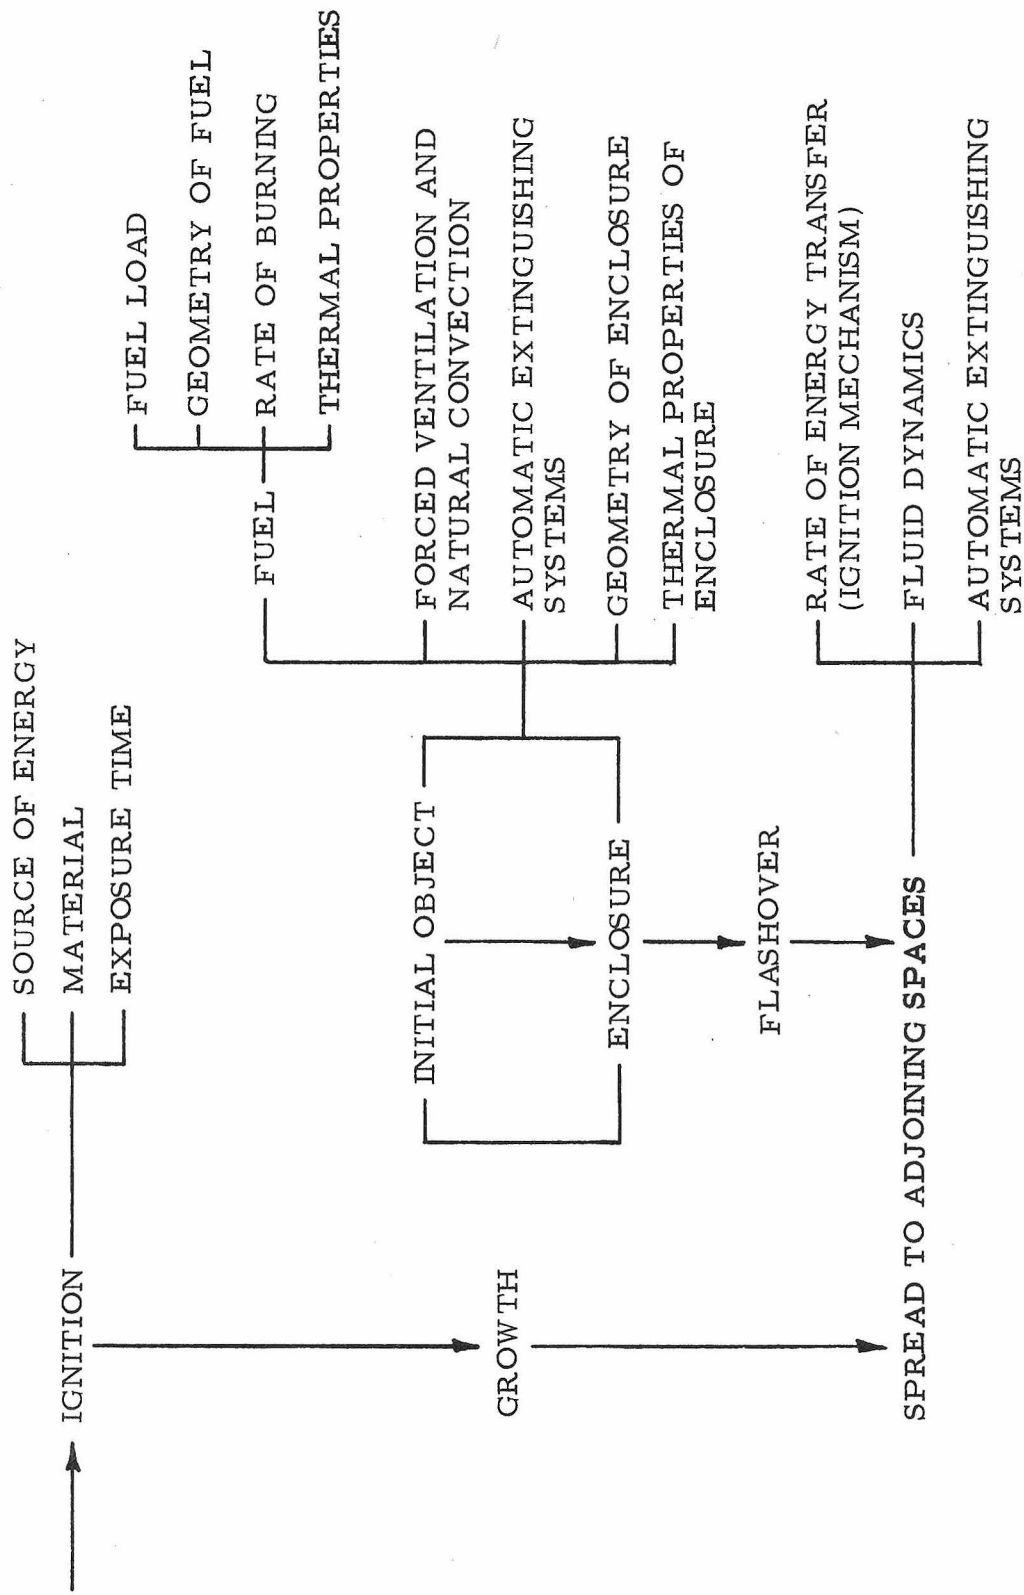 IGNITION
SOURCE OF ENERGY
MATERIAL
EXPOSURE TIME
GROWTH
INITIAL OBJECT
ENCLOSURE
FLASHOVER
FUEL
FUEL LOAD
GEOMETRY OF FUEL
RATE OF BURNING
THERMAL PROPERTIES
FORCED VENTILATION AND
NATURAL CONVECTION
AUTOMATIC EXTINGUISHING
SYSTEMS
GEOMETRY OF ENCLOSURE
THERMAL PROPERTIES OF
ENCLOSURE
SPREAD TO ADJOINING SPACES
RATE OF ENERGY TRANSFER
(IGNITION MECHANISM)
FLUID DYNAMICS
AUTOMATIC EXTINGUISHING
SYSTEMS